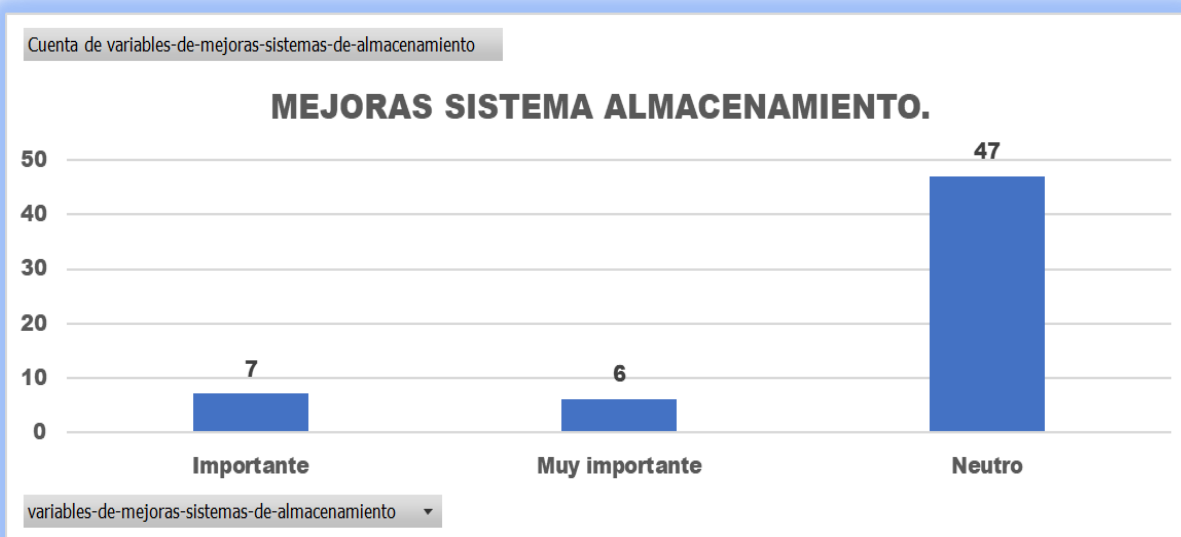 Cuenta de variables-de-mejoras-sistemas-de-almacenamiento
MEJORAS SISTEMA ALMACENAMIENTO.
50
47
40
30
20
10
7
6
0
Importante
Muy importante
Neutro
variables-de-mejoras-sistemas-de-almacenamiento